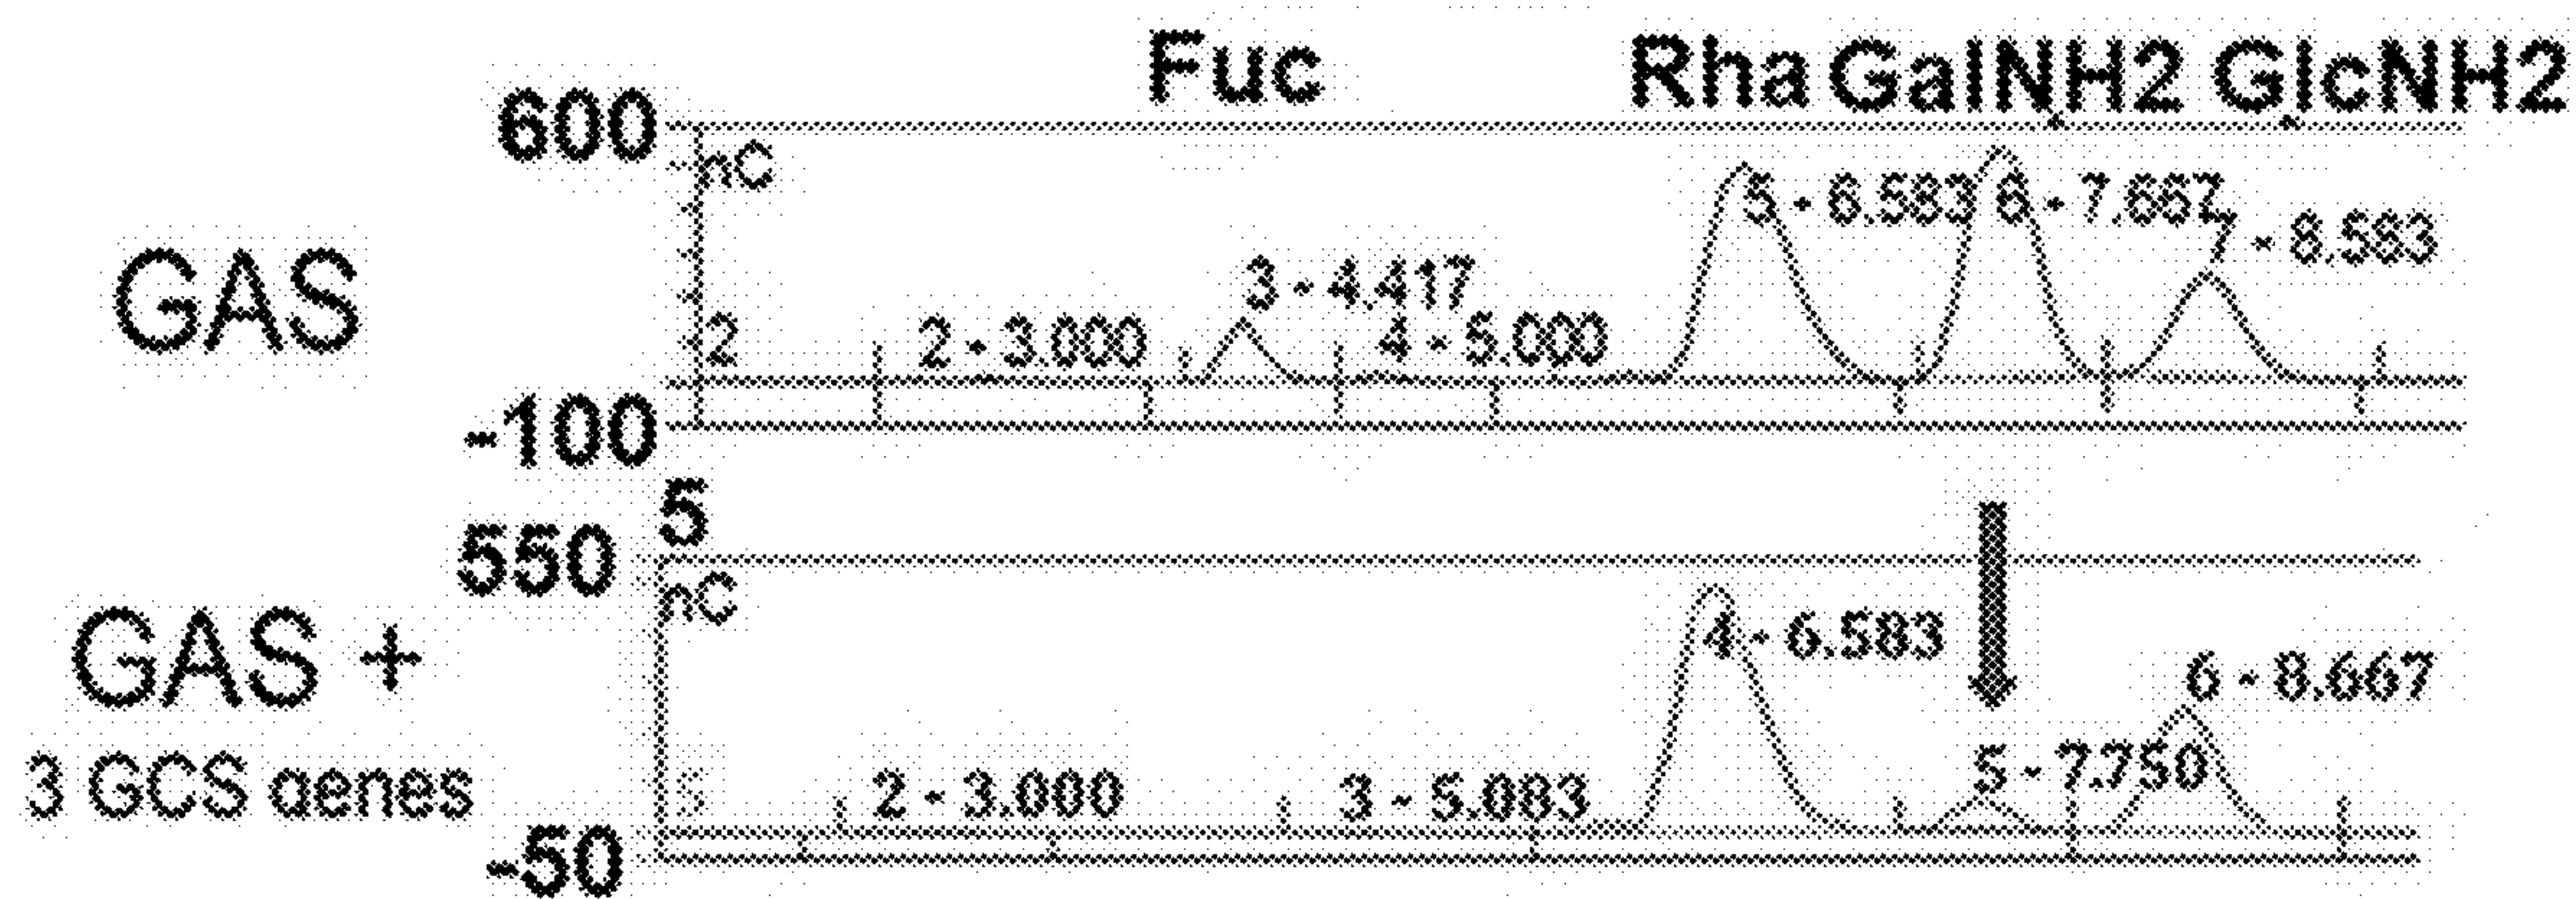 Fuc Rha GalNH2 GlcNH2
600
nC
5 - 6.583 6 - 7.667 7 - 8.583
GAS
3 - 4.417
2 2 - 3.000 4 - 5.000
-100
5
550
nC
GAS + 4 - 6.583
6 - 8.667
3 GCS genes 5 2 - 3.000 3 - 5.083 5 - 7.750
-50